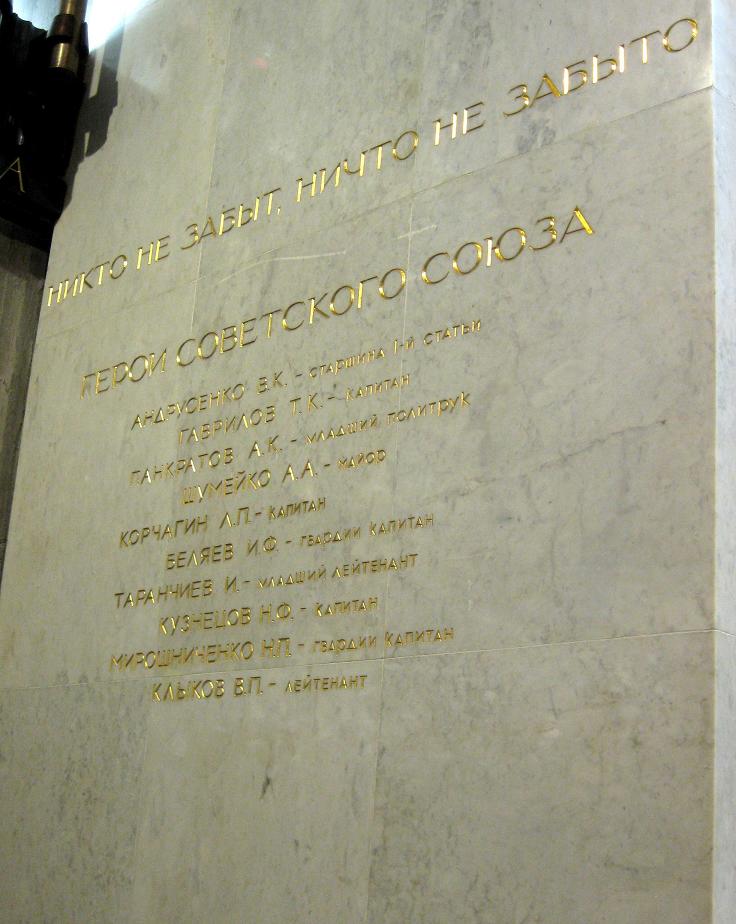 НИКТО НЕ ЗАБЫТ, НИЧТО НЕ ЗАБЫТО
ГЕРОИ СОВЕТСКОГО СОЮЗА
АНДРУСЕНКО В.К. - СТАРШИНА 1-й СТАТЬИ
ГАВРИЛОВ Т.К. - КАПИТАН
ПАНКРАТОВ А.К. - МЛАДШИЙ ПОЛИТРУК
ШУМЕЙКО А.А. - МАЙОР
КОРЧАГИН Л.П. - КАПИТАН
БЕЛЯЕВ И.Ф. - ГВАРДИИ КАПИТАН
ТАРАНЧИЕВ И. - МЛАДШИЙ ЛЕЙТЕНАНТ
КУЗНЕЦОВ Н.Ф. - КАПИТАН
МИРОШНИЧЕНКО Н.П. - ГВАРДИИ КАПИТАН
КЛЫКОВ В.П. - ЛЕЙТЕНАНТ
А